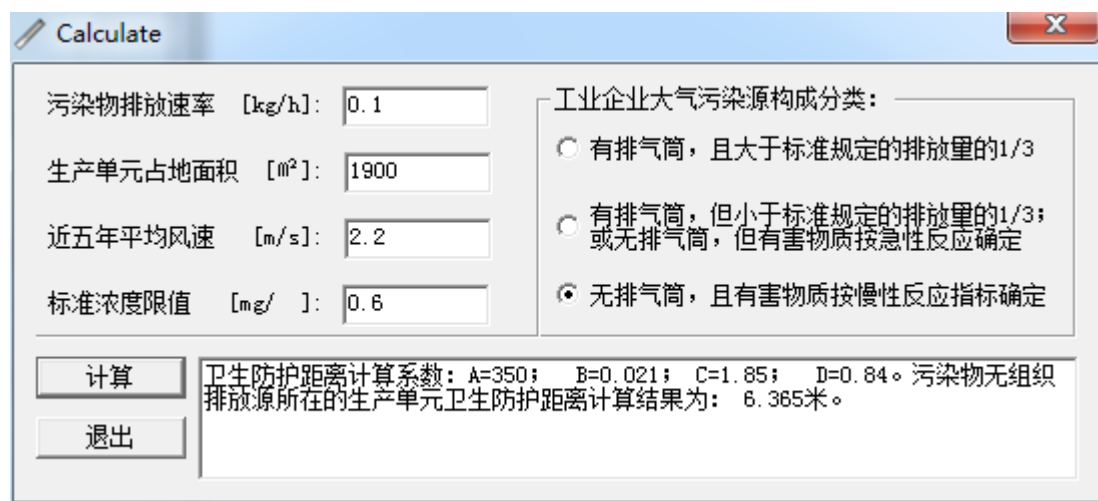 Calculate
污染物排放速率 [kg/h]: 0.1
生产单元占地面积 [m²]: 1900
近五年平均风速 [m/s]: 2.2
标准浓度限值 [mg/ ]: 0.6
工业企业大气污染源构成分类:
有排气筒，且大于标准规定的排放量的1/3
有排气筒，但小于标准规定的排放量的1/3；
或无排气筒，但有害物质按急性反应确定
无排气筒，且有害物质按慢性反应指标确定
计算
退出
卫生防护距离计算系数: A=350; B=0.021; C=1.85; D=0.84。污染物无组织
排放源所在的生产单元卫生防护距离计算结果为: 6.365米。